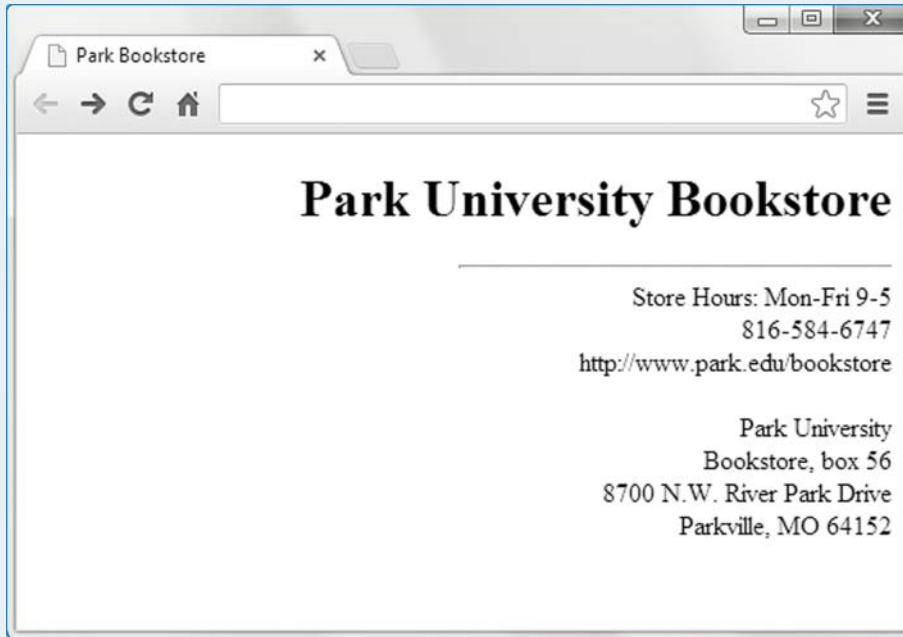 Park Bookstore
Park University Bookstore
Store Hours: Mon-Fri 9-5
816-584-6747
http://www.park.edu/bookstore
Park University
Bookstore, box 56
8700 N.W. River Park Drive
Parkville, MO 64152